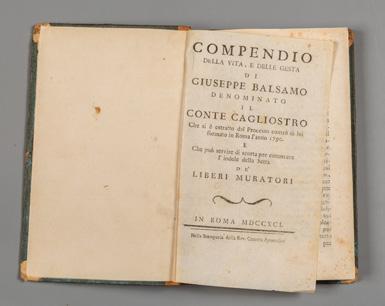 COMPENDIO
DELLA VITA, E DELLE GESTA
DI
GIUSEPPE BALSAMO
DENOMINATO
IL
CONTE CAGLIOSTRO
Che si è estratto dal Processo contro di lui
formato in Roma l'anno 1790.
E
Che può servire di scorta per conoscere
l'indole della Setta
DE'
LIBERI MURATORI
IN ROMA MDCCXCI.
Nella Stamperia della Rev. Camera Apostolica